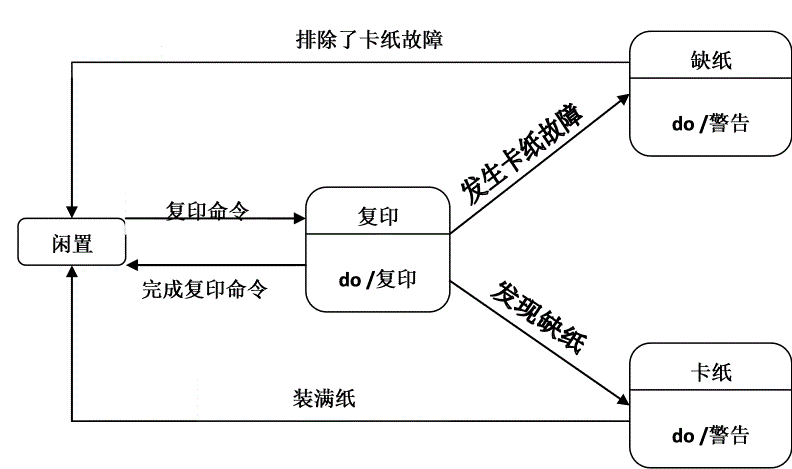 排除了卡纸故障
缺纸
do /警告
发生卡纸故障
复印命令
复印
闲置
do /复印
完成复印命令
发现缺纸
卡纸
装满纸
do /警告